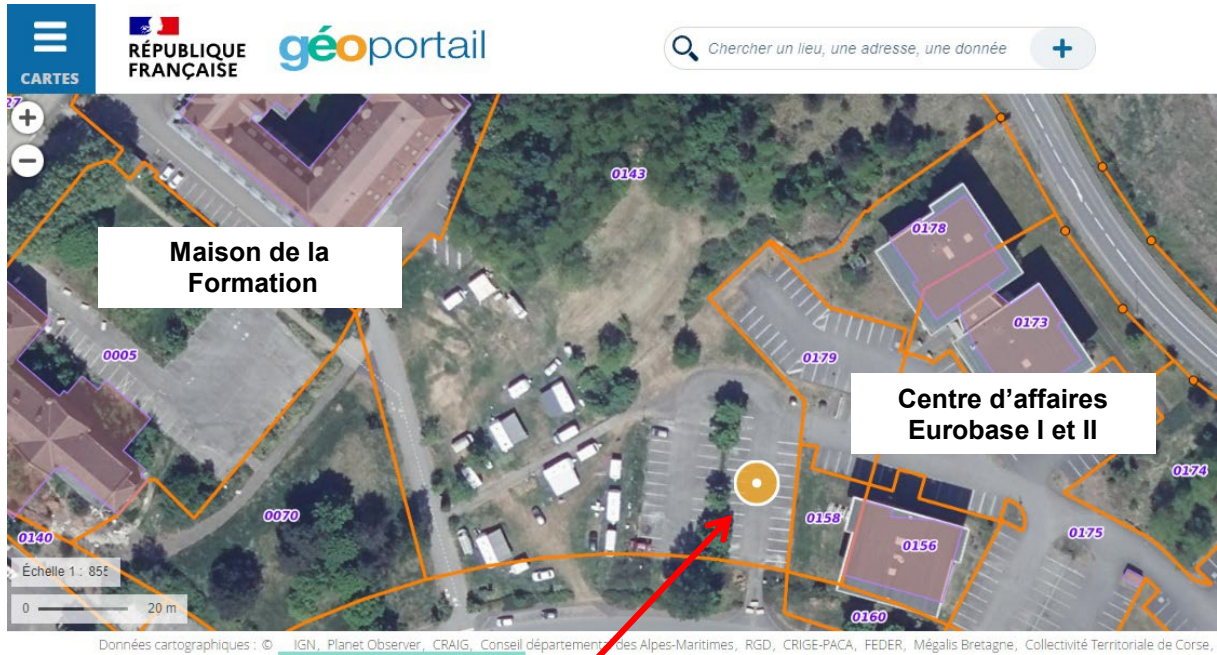 CARTES
RÉPUBLIQUE
FRANÇAISE
géoportail
Chercher un lieu, une adresse, une donnée
+
27
+
−
0143
0178
Maison de la
Formation
0173
0005
0179
Centre d'affaires
Eurobase I et II
0174
0070
0158
0175
0140
0156
Échelle 1 : 855
0160
0 20 m
Données cartographiques : © IGN, Planet Observer, CRAIG, Conseil départemental des Alpes-Maritimes, RGD, CRIGE-PACA, FEDER, Mégalis Bretagne, Collectivité Territoriale de Corse,